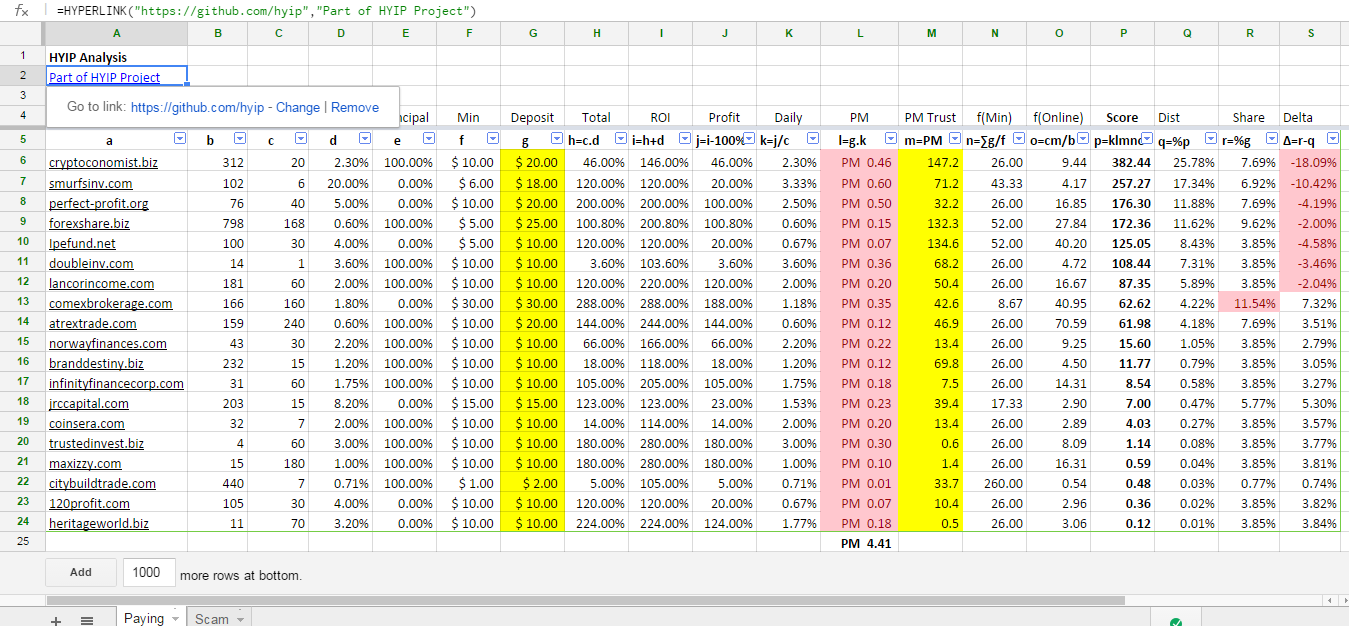 fx =HYPERLINK("https://github.com/hyip","Part of HYIP Project")
A B C D E F G H I J K L M N O P Q R S
1 HYIP Analysis
2 Part of HYIP Project
3
Go to link: https://github.com/hyip - Change | Remove
4 ncipal Min Deposit Total ROI Profit Daily PM PM Trust f(Min) f(Online) Score Dist Share Delta
5 a b c d e f g h=c.d i=h+d j=i-100% k=j/c l=g.k m=PM n=∑g/f o=cm/b p=klmno q=%p r=%g Δ=r-q
6 cryptoconomist.biz 312 20 2.30% 100.00% $ 10.00 $ 20.00 46.00% 146.00% 46.00% 2.30% PM 0.46 147.2 26.00 9.44 382.44 25.78% 7.69% -18.09%
7 smurfsinv.com 102 6 20.00% 0.00% $ 6.00 $ 18.00 120.00% 120.00% 20.00% 3.33% PM 0.60 71.2 43.33 4.17 257.27 17.34% 6.92% -10.42%
8 perfect-profit.org 76 40 5.00% 0.00% $ 10.00 $ 20.00 200.00% 200.00% 100.00% 2.50% PM 0.50 32.2 26.00 16.85 176.30 11.88% 7.69% -4.19%
9 forexshare.biz 798 168 0.60% 100.00% $ 5.00 $ 25.00 100.80% 200.80% 100.80% 0.60% PM 0.15 132.3 52.00 27.84 172.36 11.62% 9.62% -2.00%
10 lpefund.net 100 30 4.00% 0.00% $ 5.00 $ 10.00 120.00% 120.00% 20.00% 0.67% PM 0.07 134.6 52.00 40.20 125.05 8.43% 3.85% -4.58%
11 doubleinv.com 14 1 3.60% 100.00% $ 10.00 $ 10.00 3.60% 103.60% 3.60% 3.60% PM 0.36 68.2 26.00 4.72 108.44 7.31% 3.85% -3.46%
12 lancorincome.com 181 60 2.00% 100.00% $ 10.00 $ 10.00 120.00% 220.00% 120.00% 2.00% PM 0.20 50.4 26.00 16.67 87.35 5.89% 3.85% -2.04%
13 comexbrokerage.com 166 160 1.80% 0.00% $ 30.00 $ 30.00 288.00% 288.00% 188.00% 1.18% PM 0.35 42.6 8.67 40.95 62.62 4.22% 11.54% 7.32%
14 atrextrade.com 159 240 0.60% 100.00% $ 10.00 $ 20.00 144.00% 244.00% 144.00% 0.60% PM 0.12 46.9 26.00 70.59 61.98 4.18% 7.69% 3.51%
15 norwayfinances.com 43 30 2.20% 100.00% $ 10.00 $ 10.00 66.00% 166.00% 66.00% 2.20% PM 0.22 13.4 26.00 9.25 15.60 1.05% 3.85% 2.79%
16 branddestiny.biz 232 15 1.20% 100.00% $ 10.00 $ 10.00 18.00% 118.00% 18.00% 1.20% PM 0.12 69.8 26.00 4.50 11.77 0.79% 3.85% 3.05%
17 infinityfinancecorp.com 31 60 1.75% 100.00% $ 10.00 $ 10.00 105.00% 205.00% 105.00% 1.75% PM 0.18 7.5 26.00 14.31 8.54 0.58% 3.85% 3.27%
18 jrccapital.com 203 15 8.20% 0.00% $ 15.00 $ 15.00 123.00% 123.00% 23.00% 1.53% PM 0.23 39.4 17.33 2.90 7.00 0.47% 5.77% 5.30%
19 coinsera.com 32 7 2.00% 100.00% $ 10.00 $ 10.00 14.00% 114.00% 14.00% 2.00% PM 0.20 13.4 26.00 2.89 4.03 0.27% 3.85% 3.57%
20 trustedinvest.biz 4 60 3.00% 100.00% $ 10.00 $ 10.00 180.00% 280.00% 180.00% 3.00% PM 0.30 0.6 26.00 8.09 1.14 0.08% 3.85% 3.77%
21 maxizzy.com 15 180 1.00% 100.00% $ 10.00 $ 10.00 180.00% 280.00% 180.00% 1.00% PM 0.10 1.4 26.00 16.31 0.59 0.04% 3.85% 3.81%
22 citybuildtrade.com 440 7 0.71% 100.00% $ 1.00 $ 2.00 5.00% 105.00% 5.00% 0.71% PM 0.01 33.7 260.00 0.54 0.48 0.03% 0.77% 0.74%
23 120profit.com 105 30 4.00% 0.00% $ 10.00 $ 10.00 120.00% 120.00% 20.00% 0.67% PM 0.07 10.4 26.00 2.96 0.36 0.02% 3.85% 3.82%
24 heritageworld.biz 11 70 3.20% 0.00% $ 10.00 $ 10.00 224.00% 224.00% 124.00% 1.77% PM 0.18 0.5 26.00 3.06 0.12 0.01% 3.85% 3.84%
25 PM 4.41
Add 1000 more rows at bottom.
Paying Scam